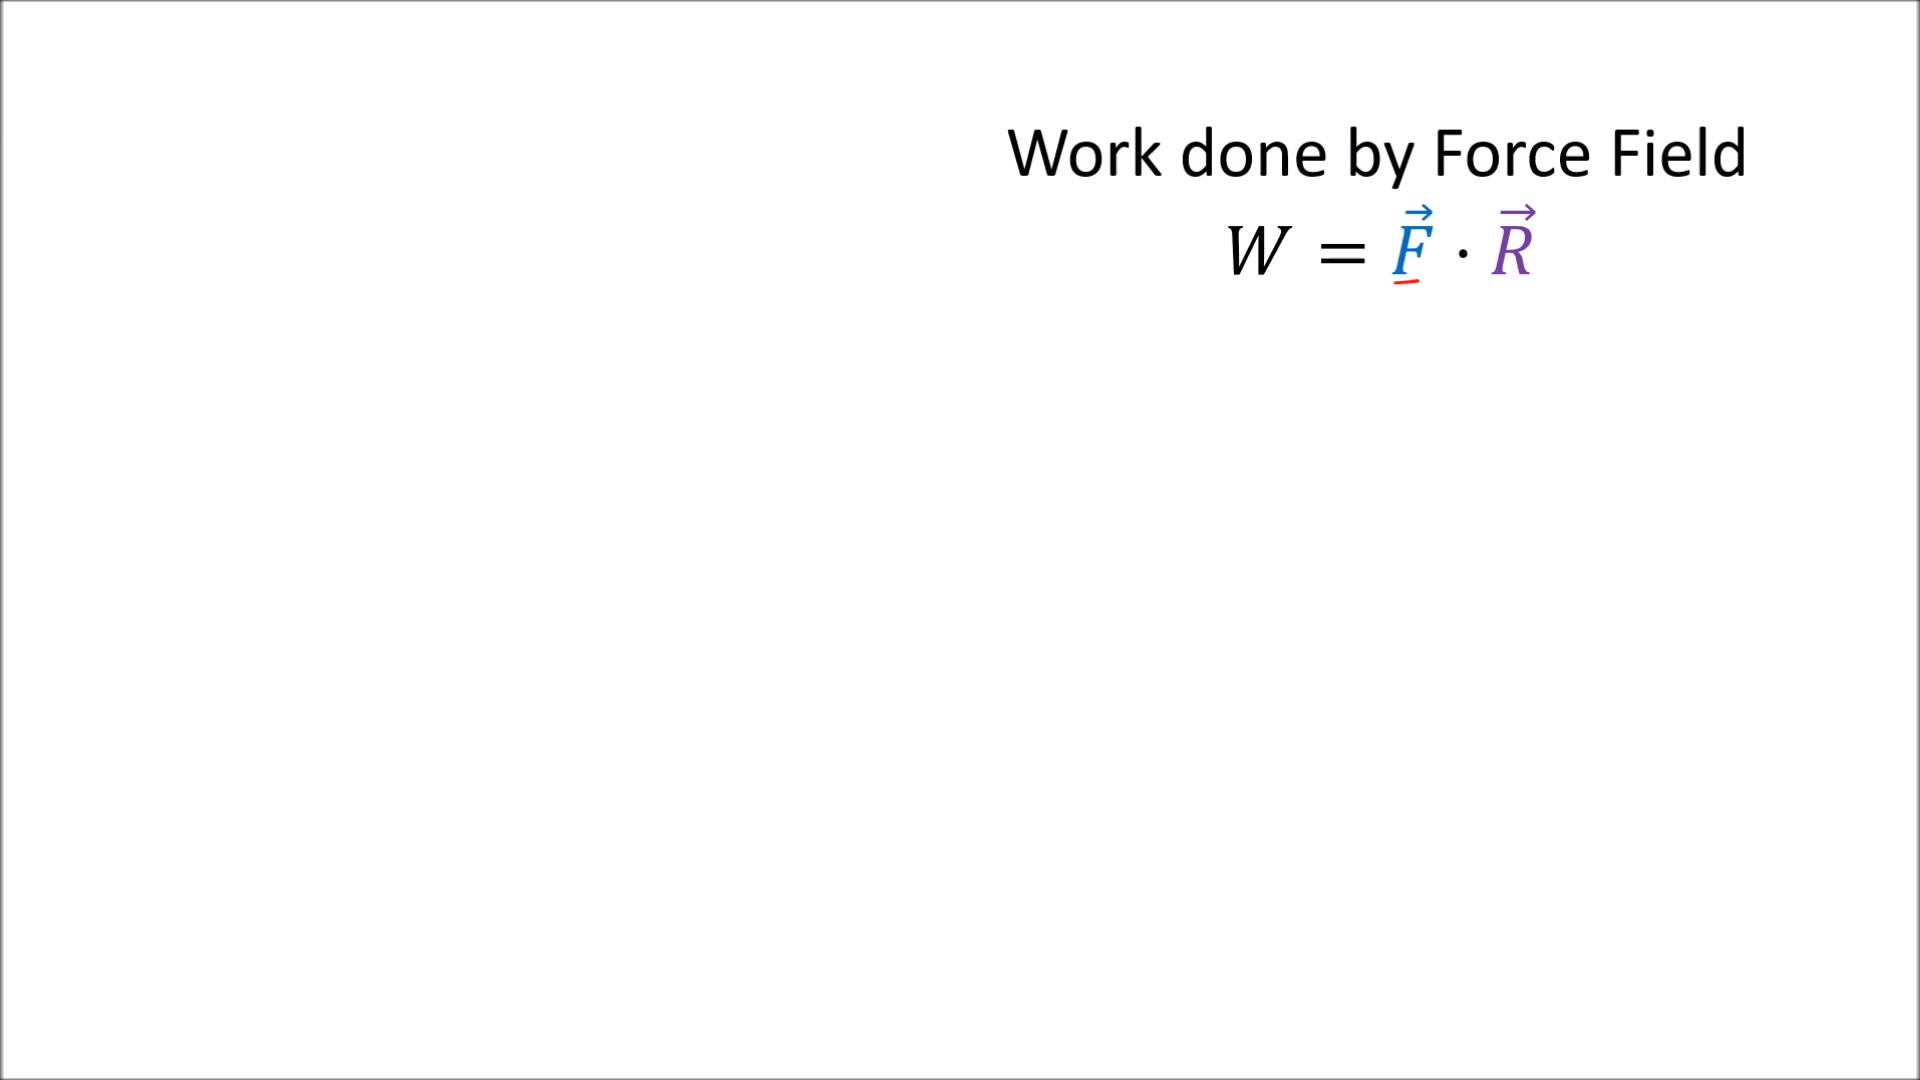 Work done by Force Field
W = F⃗ · R⃗